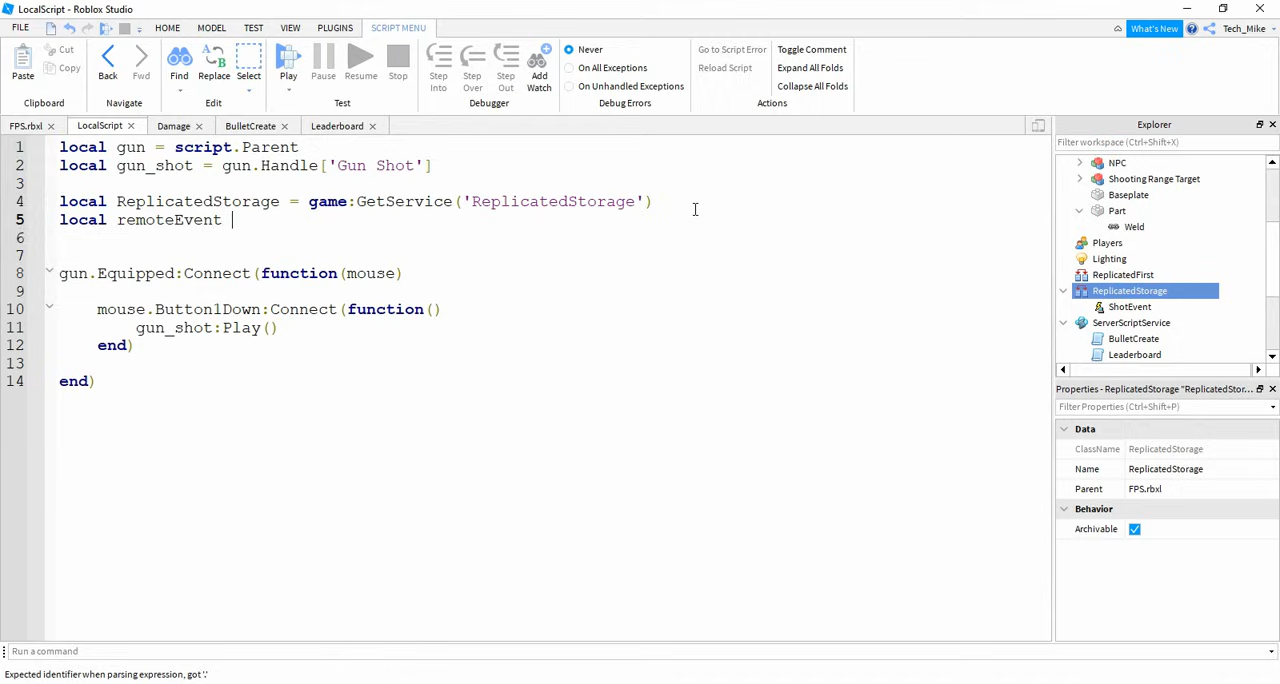 LocalScript - Roblox Studio
FILE HOME MODEL TEST VIEW PLUGINS SCRIPT MENU What's New Tech_Mike
Paste Cut Copy Back Fwd Find Replace Select Play Pause Resume Stop Step Into Step Over Step Out Add Watch
Never
On All Exceptions
On Unhandled Exceptions
Go to Script Error
Reload Script
Toggle Comment
Expand All Folds
Collapse All Folds
Clipboard Navigate Edit Test Debugger Debug Errors Actions
FPS.rbxl LocalScript Damage BulletCreate Leaderboard
1 local gun = script.Parent
2 local gun_shot = gun.Handle['Gun Shot']
3
4 local ReplicatedStorage = game:GetService('ReplicatedStorage')
5 local remoteEvent
6
7
8 gun.Equipped:Connect(function(mouse)
9
10 mouse.Button1Down:Connect(function()
11 gun_shot:Play()
12 end)
13
14 end)
Explorer
Filter workspace (Ctrl+Shift+X)
NPC
Shooting Range Target
Baseplate
Part
Weld
Players
Lighting
ReplicatedFirst
ReplicatedStorage
ShotEvent
ServerScriptService
BulletCreate
Leaderboard
Properties - ReplicatedStorage "ReplicatedStor...
Filter Properties (Ctrl+Shift+P)
Data
ClassName ReplicatedStorage
Name ReplicatedStorage
Parent FPS.rbxl
Behavior
Archivable
Run a command
Expected identifier when parsing expression, got '.'